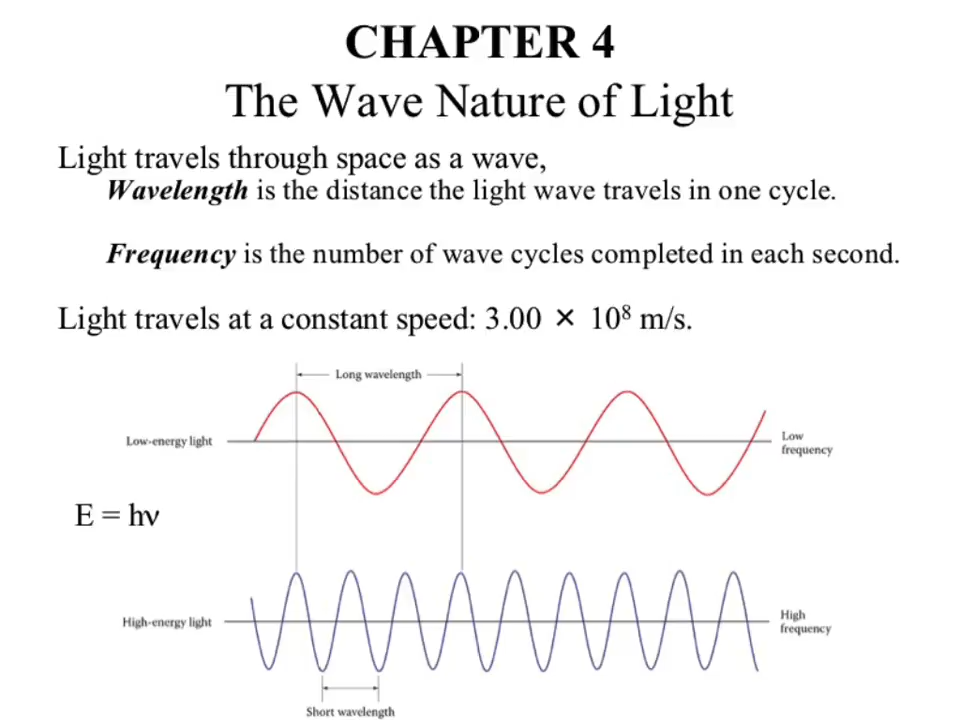 CHAPTER 4
The Wave Nature of Light
Light travels through space as a wave,
Wavelength is the distance the light wave travels in one cycle.
Frequency is the number of wave cycles completed in each second.
Light travels at a constant speed: 3.00 × 10⁸ m/s.
Long wavelength
Low-energy light
Low
frequency
E = hν
High-energy light
High
frequency
Short wavelength